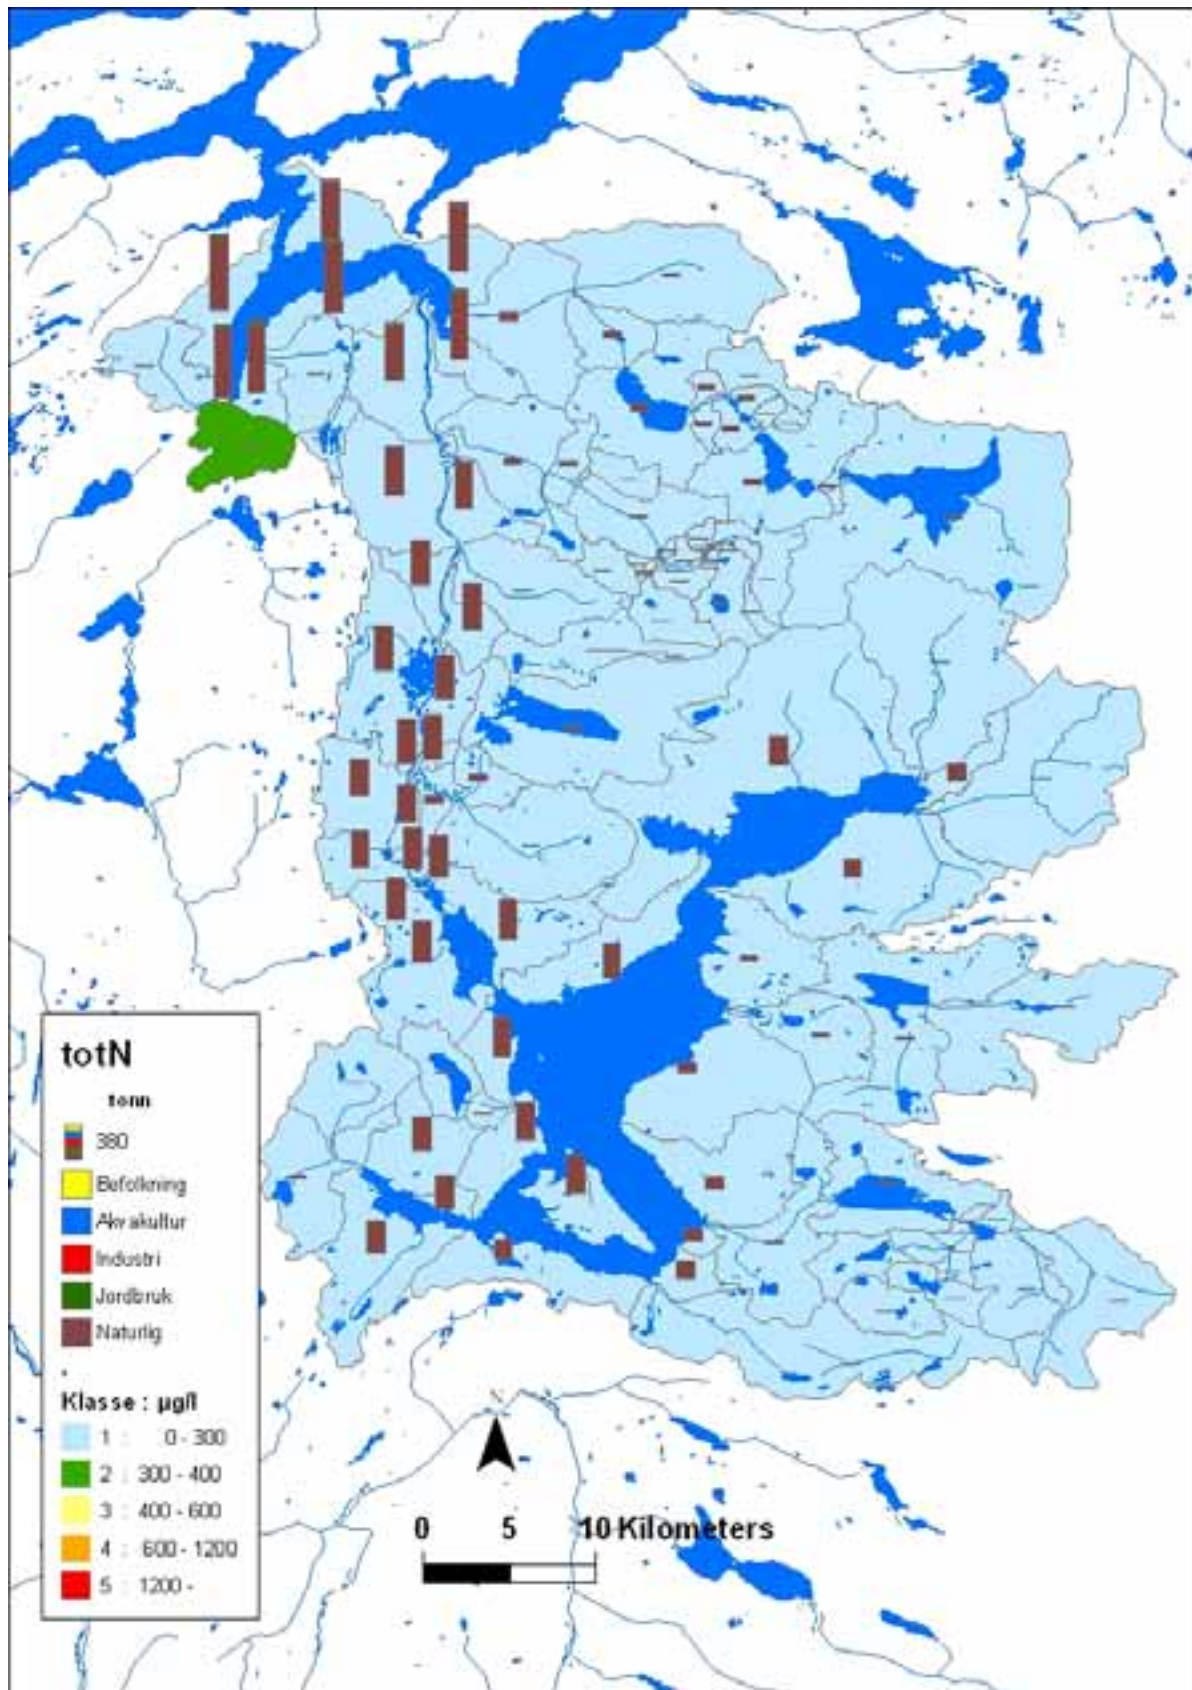 totN
tonn
380
Befolkning
Akvakultur
Industri
Jordbruk
Naturlig
Klasse : µg/l
1 : 0 - 300
2 : 300 - 400
3 : 400 - 600
4 : 600 - 1200
5 : 1200 -
N
0 5 10 Kilometers